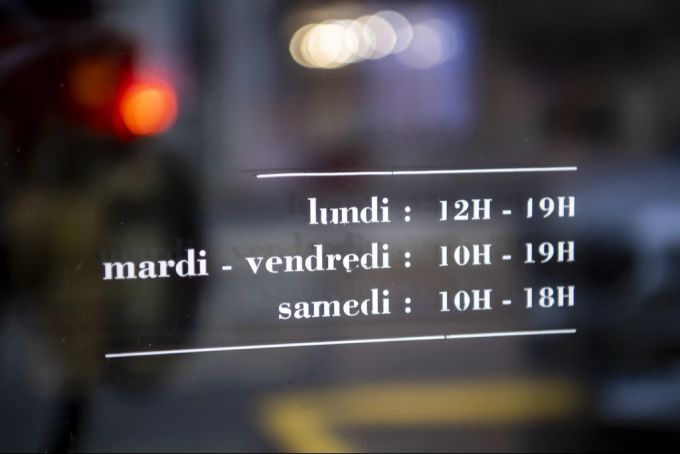 lundi : 12H - 19H
mardi - vendredi : 10H - 19H
samedi : 10H - 18H